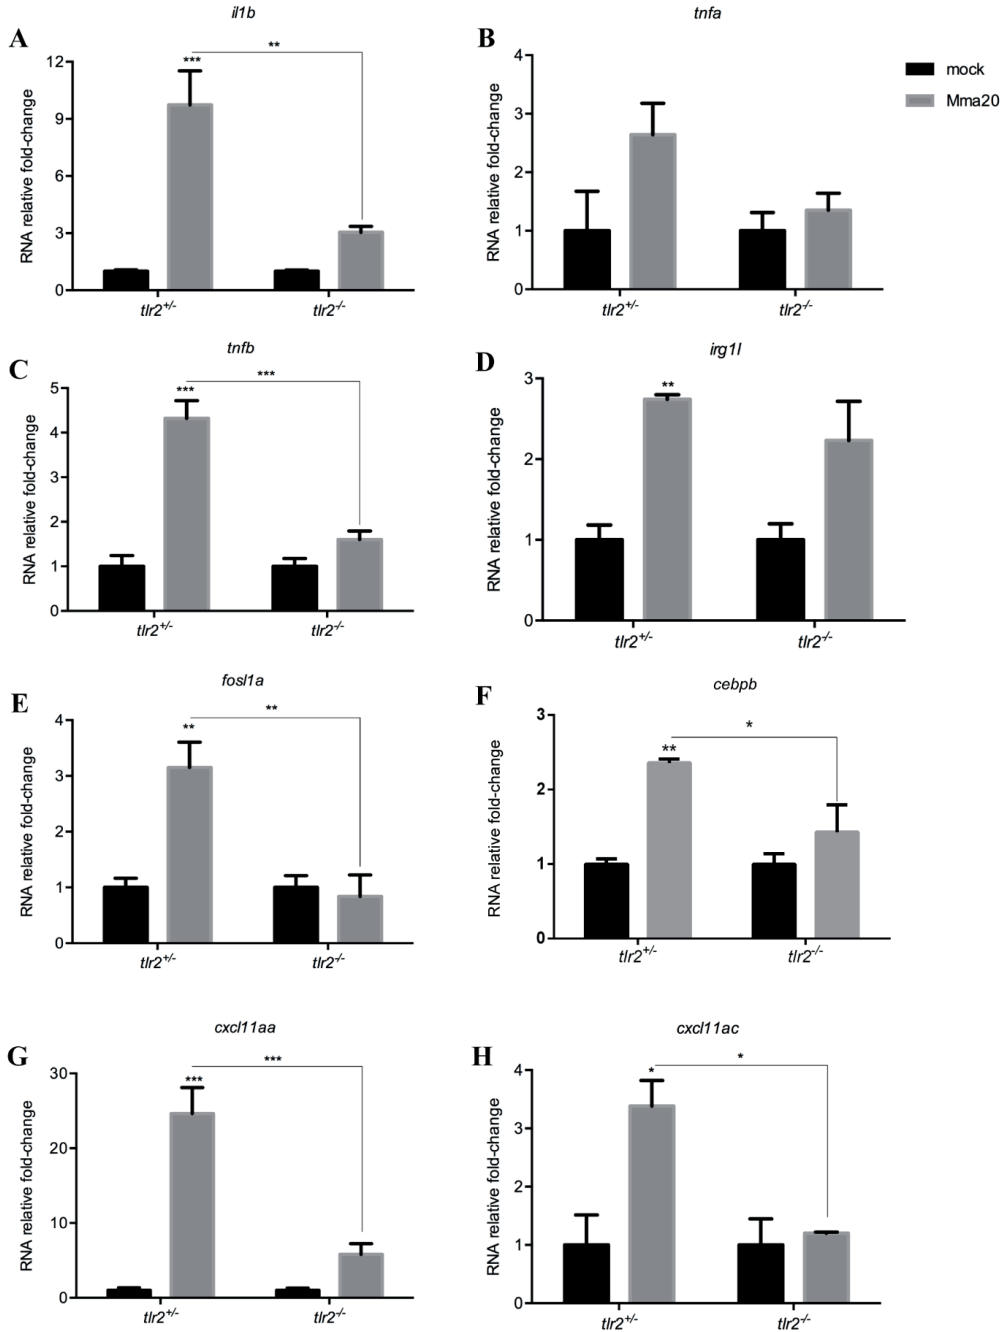 il1b
A
**
***
12
9
6
3
0
RNA relative fold-change
tlr2+/-
tlr2-/-
tnfa
B
4
3
2
1
0
RNA relative fold-change
tlr2+/-
tlr2-/-
mock
Mma20
tnfb
C
***
***
5
4
3
2
1
0
RNA relative fold-change
tlr2+/-
tlr2-/-
irg1l
D
**
3
2
1
0
RNA relative fold-change
tlr2+/-
tlr2-/-
fosl1a
E
**
**
4
3
2
1
0
RNA relative fold-change
tlr2+/-
tlr2-/-
cebpb
F
*
**
3
2
1
0
RNA relative fold-change
tlr2+/-
tlr2-/-
cxcl11aa
G
***
***
30
20
10
0
RNA relative fold-change
tlr2+/-
tlr2-/-
cxcl11ac
H
*
*
4
3
2
1
0
RNA relative fold-change
tlr2+/-
tlr2-/-